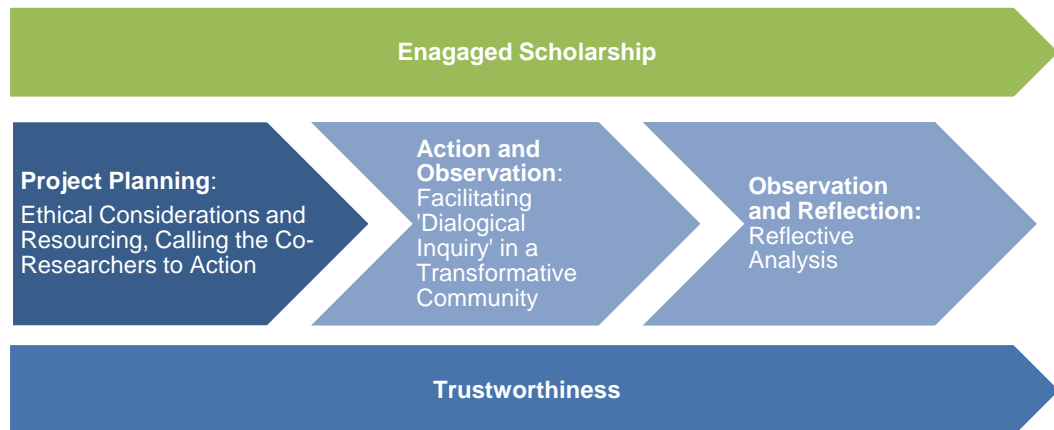 Enagaged Scholarship
Project Planning:
Ethical Considerations and
Resourcing, Calling the Co-
Researchers to Action
Action and
Observation:
Facilitating
'Dialogical
Inquiry' in a
Transformative
Community
Observation
and Reflection:
Reflective
Analysis
Trustworthiness